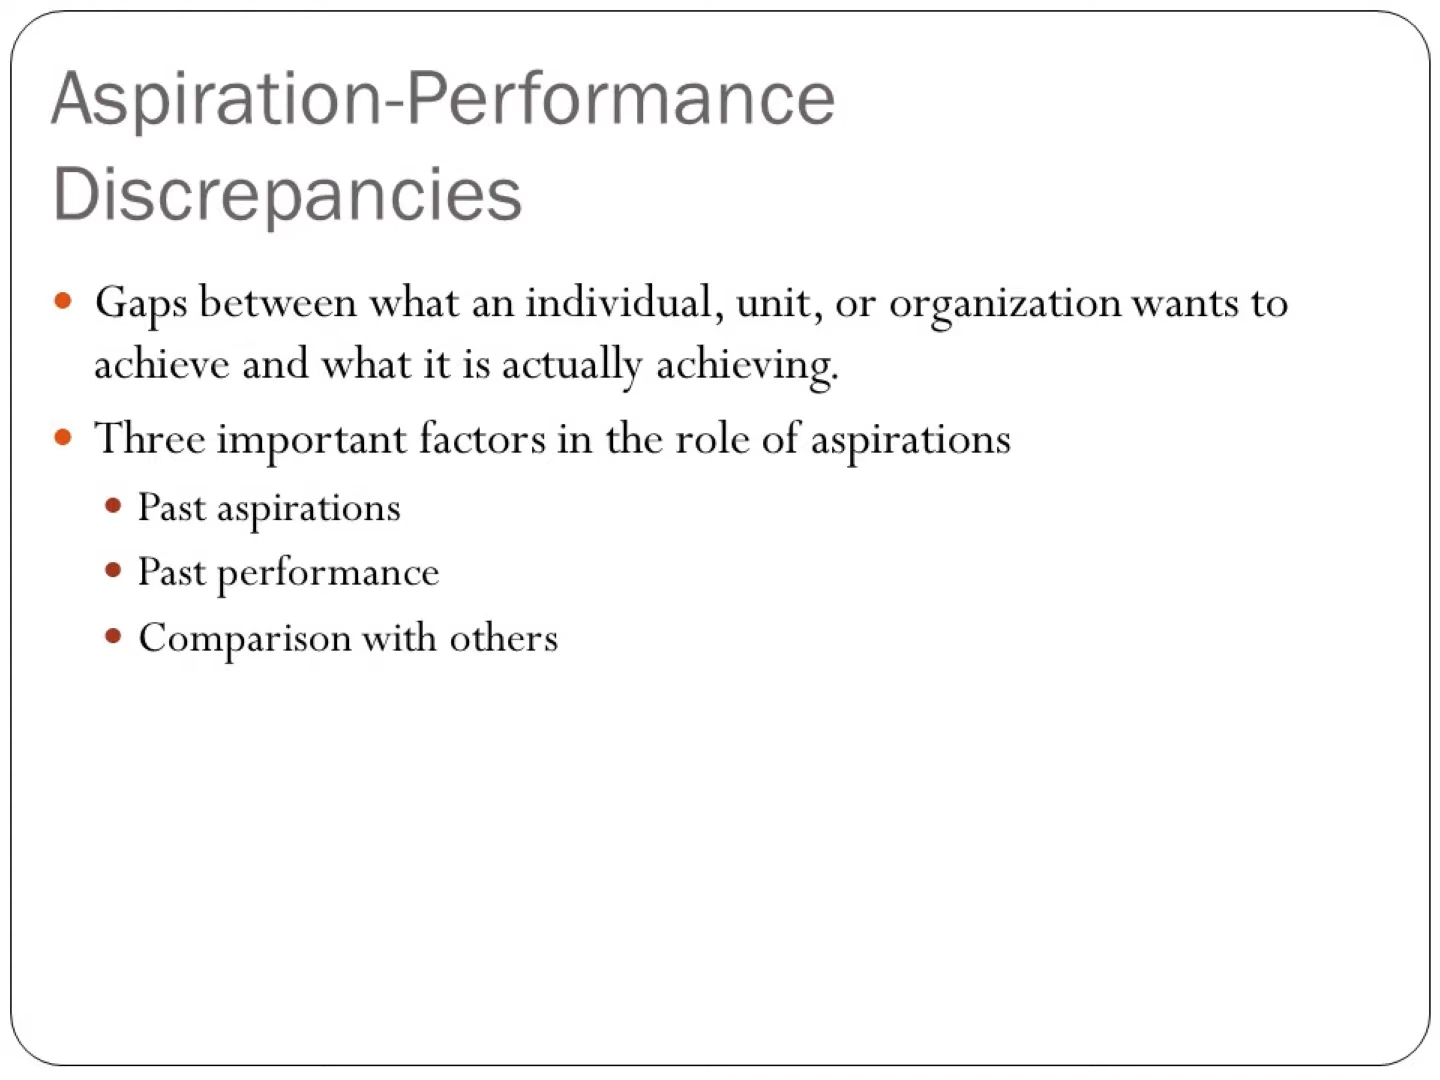 Aspiration-Performance
Discrepancies
• Gaps between what an individual, unit, or organization wants to
achieve and what it is actually achieving.
• Three important factors in the role of aspirations
• Past aspirations
• Past performance
• Comparison with others